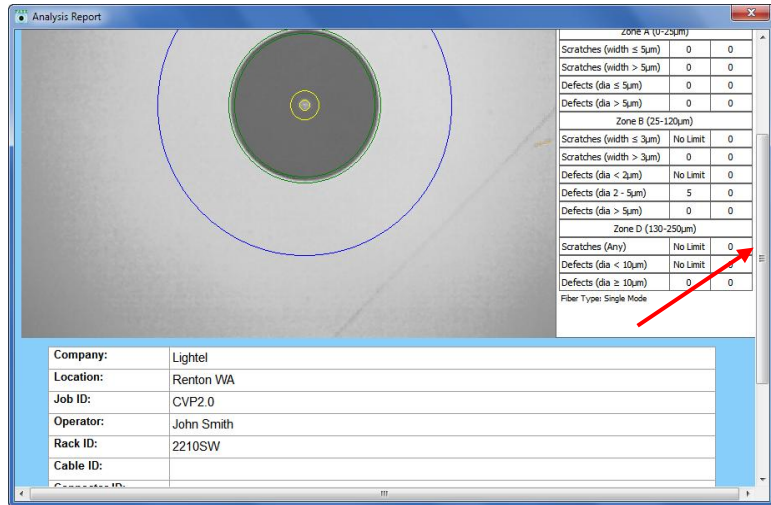 Analysis Report
Zone A (0-25μm)
Scratches (width ≤ 5μm) 0 0
Scratches (width > 5μm) 0 0
Defects (dia ≤ 5μm) 0 0
Defects (dia > 5μm) 0 0
Zone B (25-120μm)
Scratches (width ≤ 3μm) No Limit 0
Scratches (width > 3μm) 0 0
Defects (dia < 2μm) No Limit 0
Defects (dia 2 - 5μm) 5 0
Defects (dia > 5μm) 0 0
Zone D (130-250μm)
Scratches (Any) No Limit 0
Defects (dia < 10μm) No Limit
Defects (dia ≥ 10μm) 0 0
Fiber Type: Single Mode
Company: Lightel
Location: Renton WA
Job ID: CVP2.0
Operator: John Smith
Rack ID: 2210SW
Cable ID: